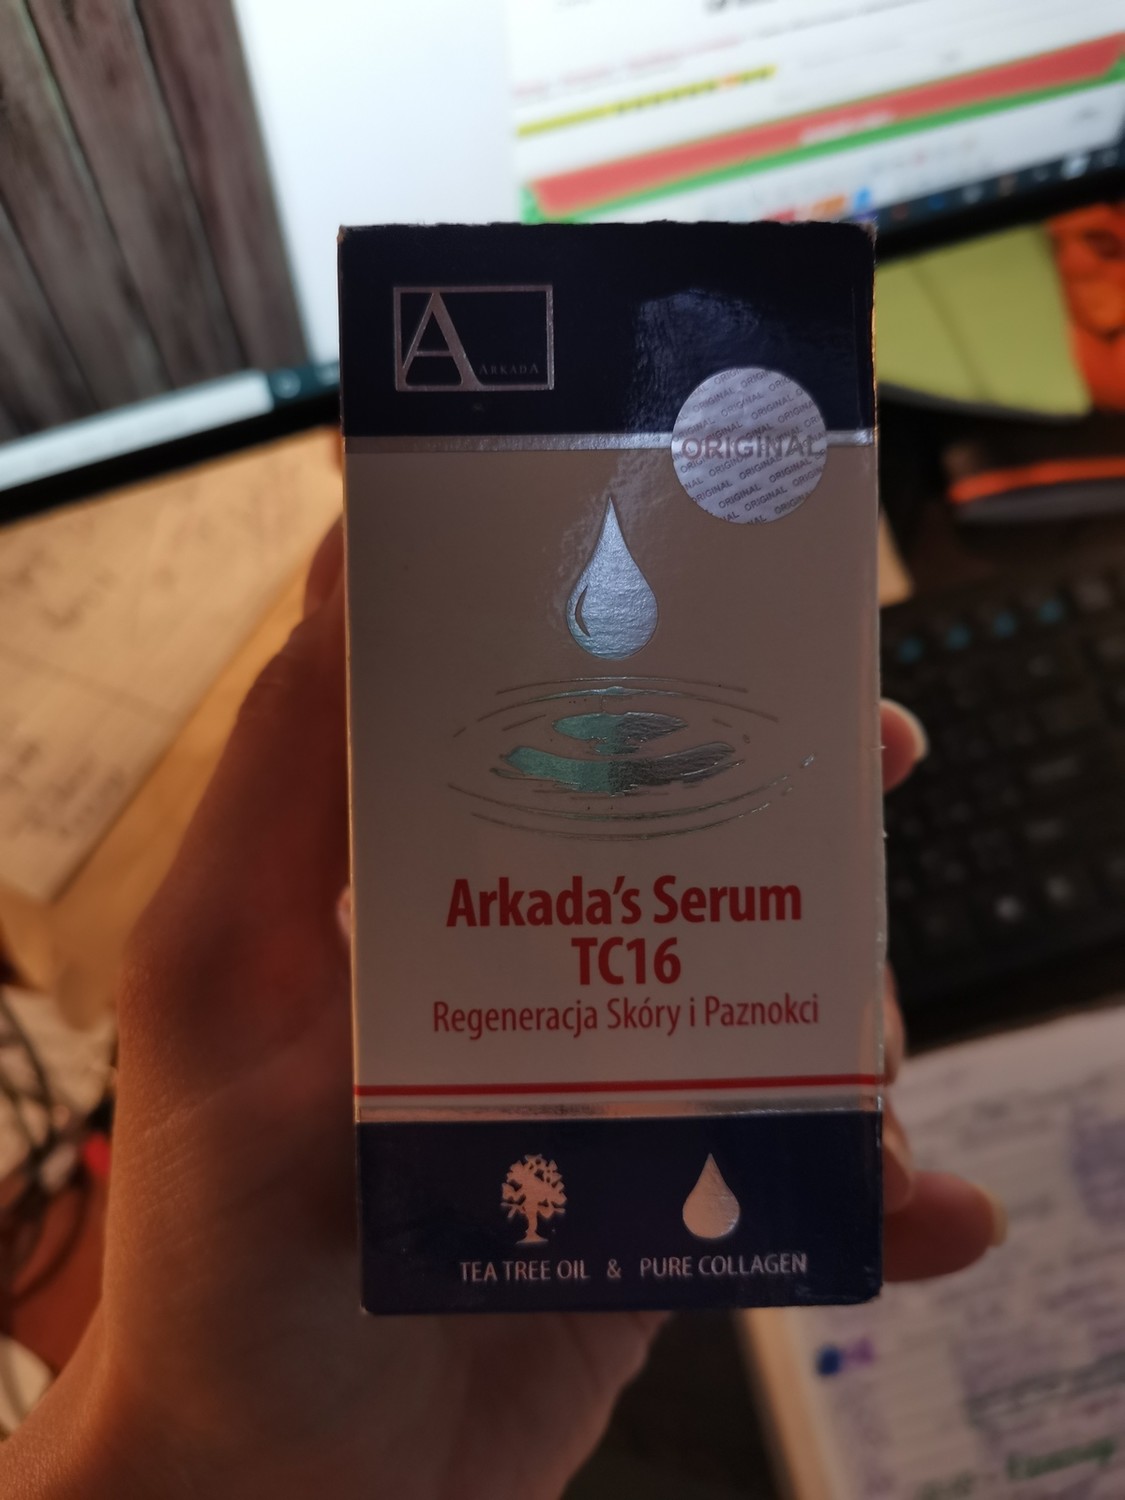 ARKADA
ORIGINAL
Arkada's Serum
TC16
Regeneracja Skóry i Paznokci
TEA TREE OIL & PURE COLLAGEN